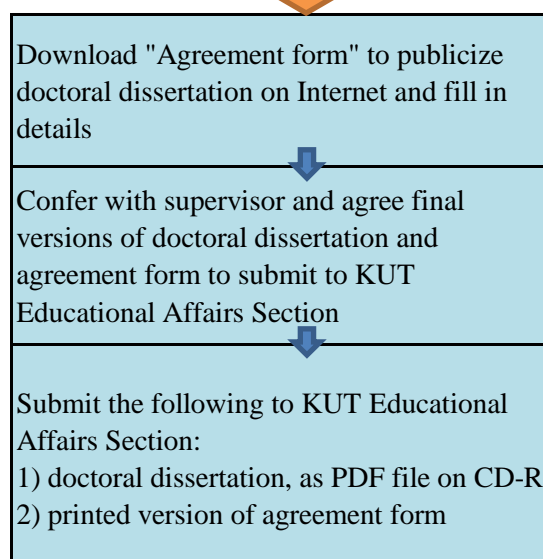 Download "Agreement form" to publicize
doctoral dissertation on Internet and fill in
details
Confer with supervisor and agree final
versions of doctoral dissertation and
agreement form to submit to KUT
Educational Affairs Section
Submit the following to KUT Educational
Affairs Section:
1) doctoral dissertation, as PDF file on CD-R
2) printed version of agreement form